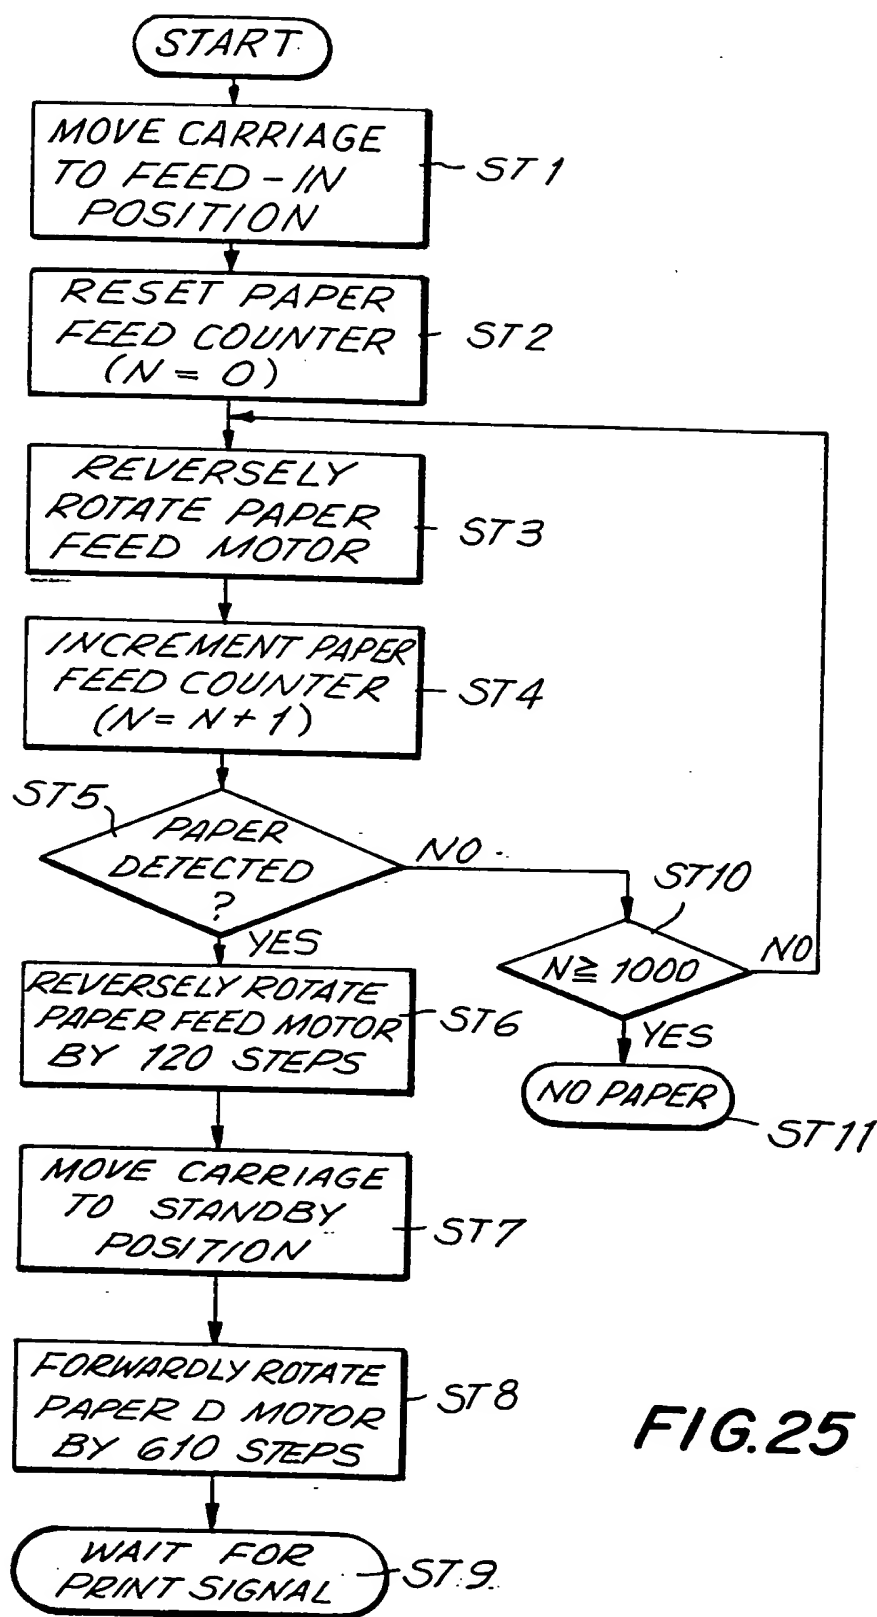 START
MOVE CARRIAGE
TO FEED-IN
POSITION
ST1
RESET PAPER
FEED COUNTER
(N = 0)
ST2
REVERSELY
ROTATE PAPER
FEED MOTOR
ST3
INCREMENT PAPER
FEED COUNTER
(N = N + 1)
ST4
ST5
PAPER
DETECTED
?
NO
YES
ST10
N ≧ 1000
NO
YES
NO PAPER
ST11
REVERSELY ROTATE
PAPER FEED MOTOR
BY 120 STEPS
ST6
MOVE CARRIAGE
TO STANDBY
POSITION
ST7
FORWARDLY ROTATE
PAPER D MOTOR
BY 610 STEPS
ST8
WAIT FOR
PRINT SIGNAL
ST9
FIG.25